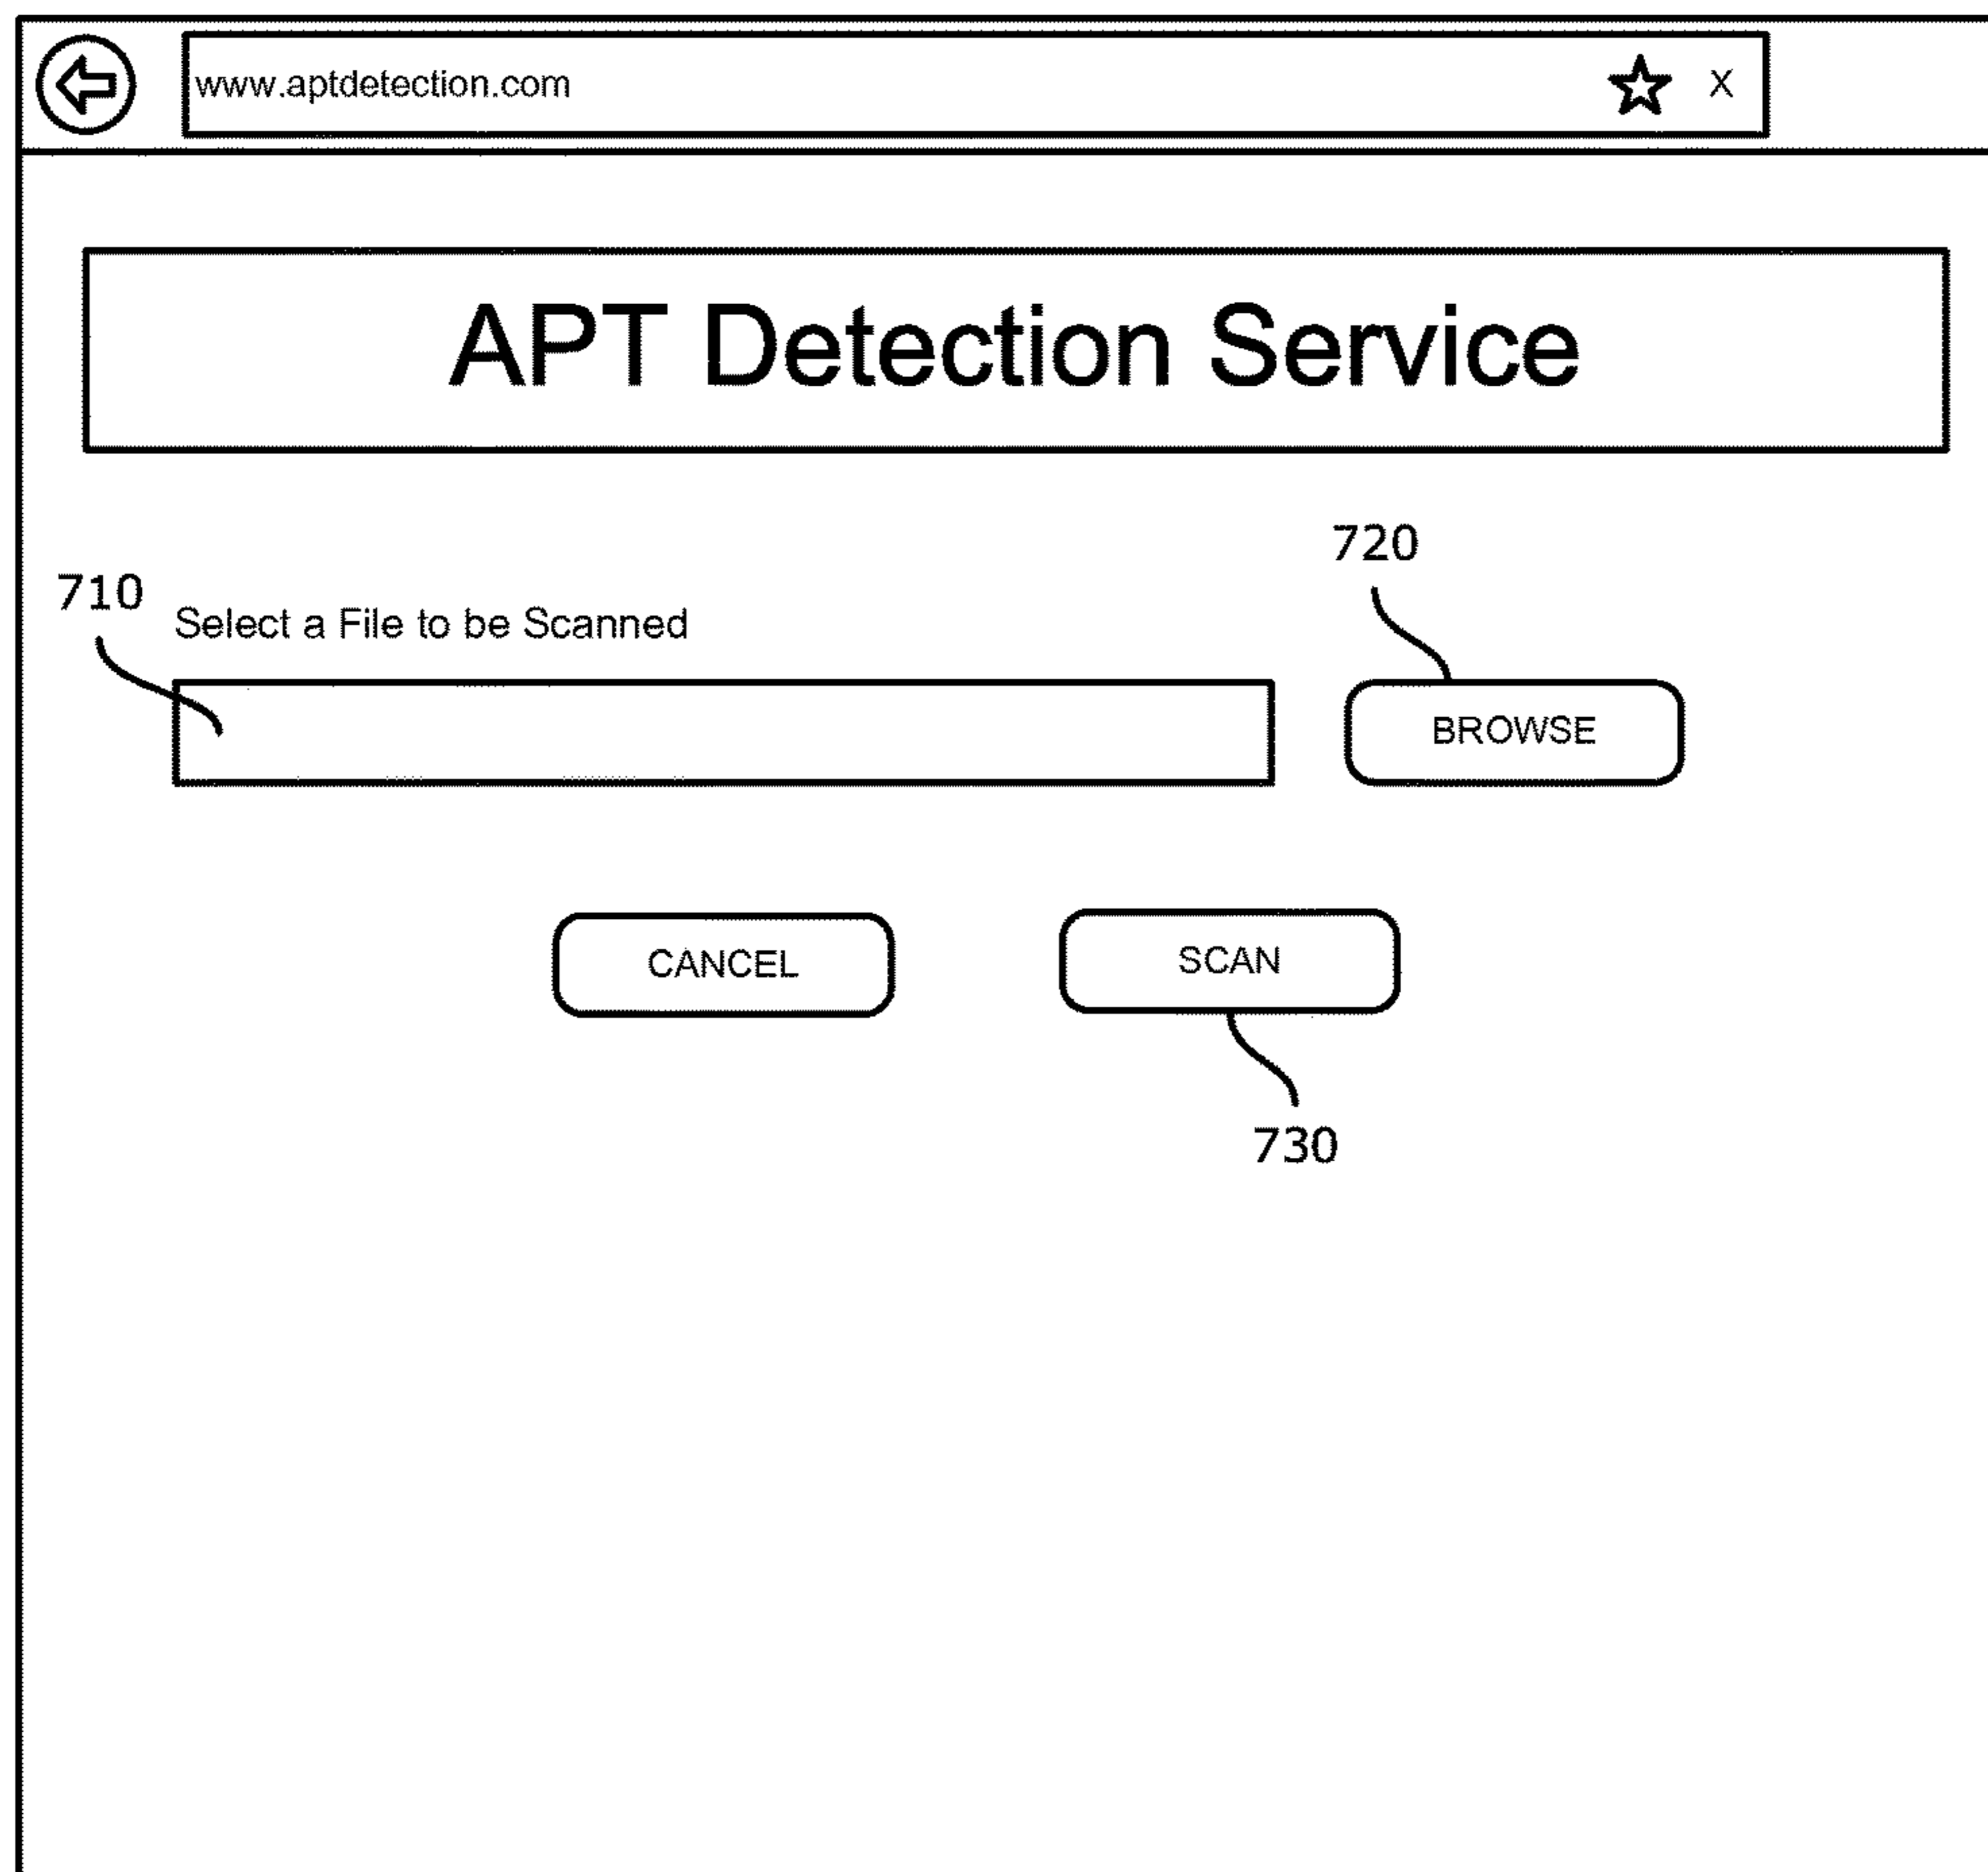 www.aptdetection.com X
APT Detection Service
720
710
Select a File to be Scanned
BROWSE
CANCEL SCAN
730